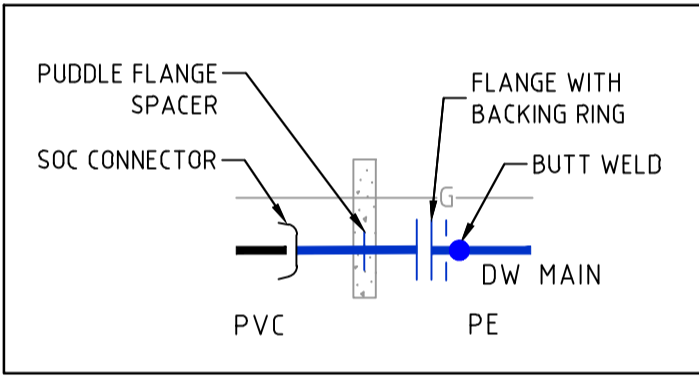 PUDDLE FLANGE
SPACER
FLANGE WITH
BACKING RING
SOC CONNECTOR
BUTT WELD
G
DW MAIN
PVC
PE